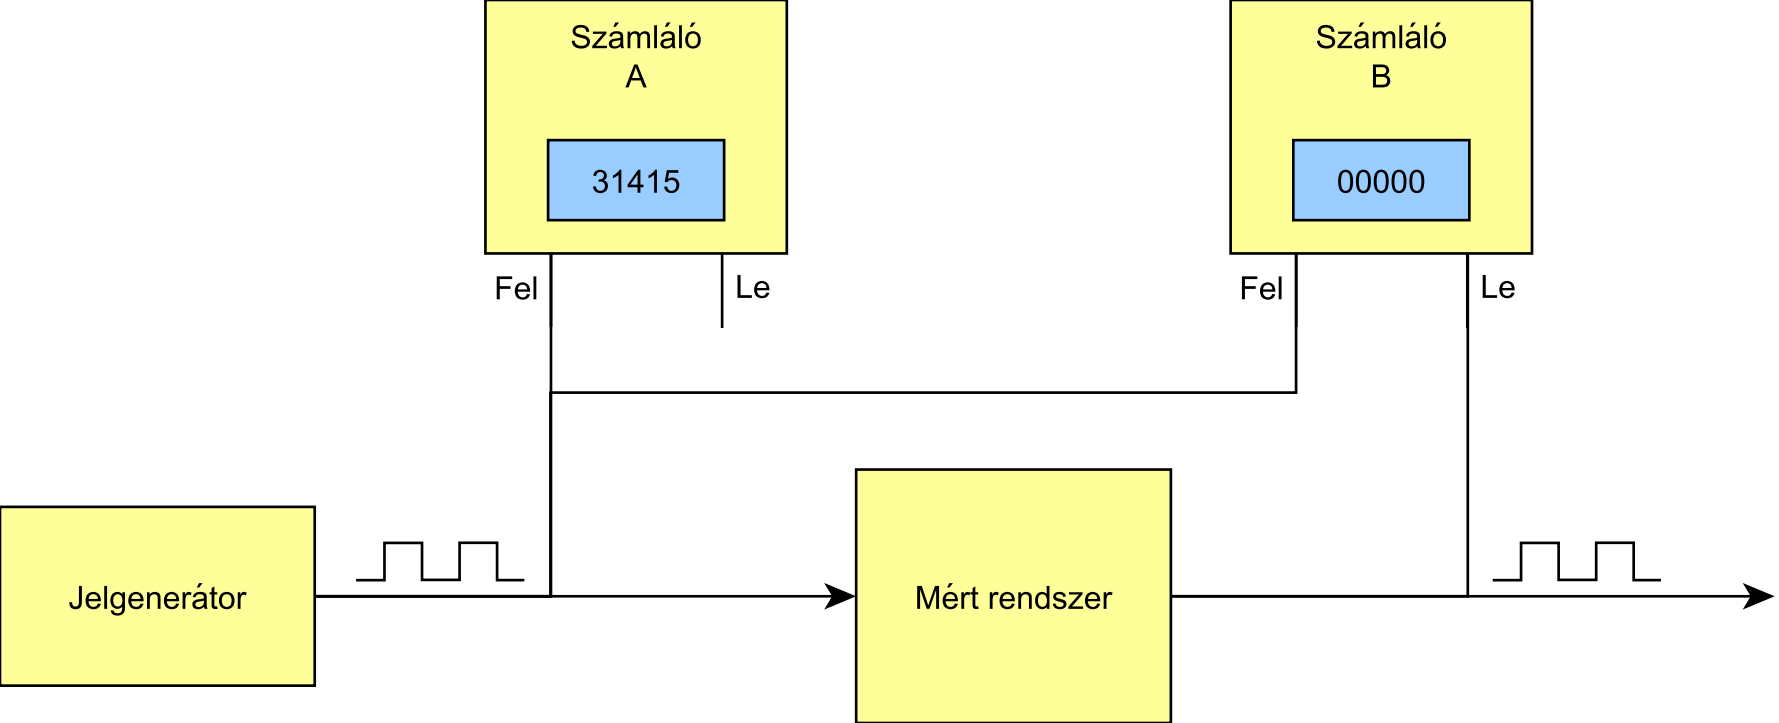 Számláló
A
31415
Fel
Le
Számláló
B
00000
Fel
Le
Jelgenerátor
Mért rendszer